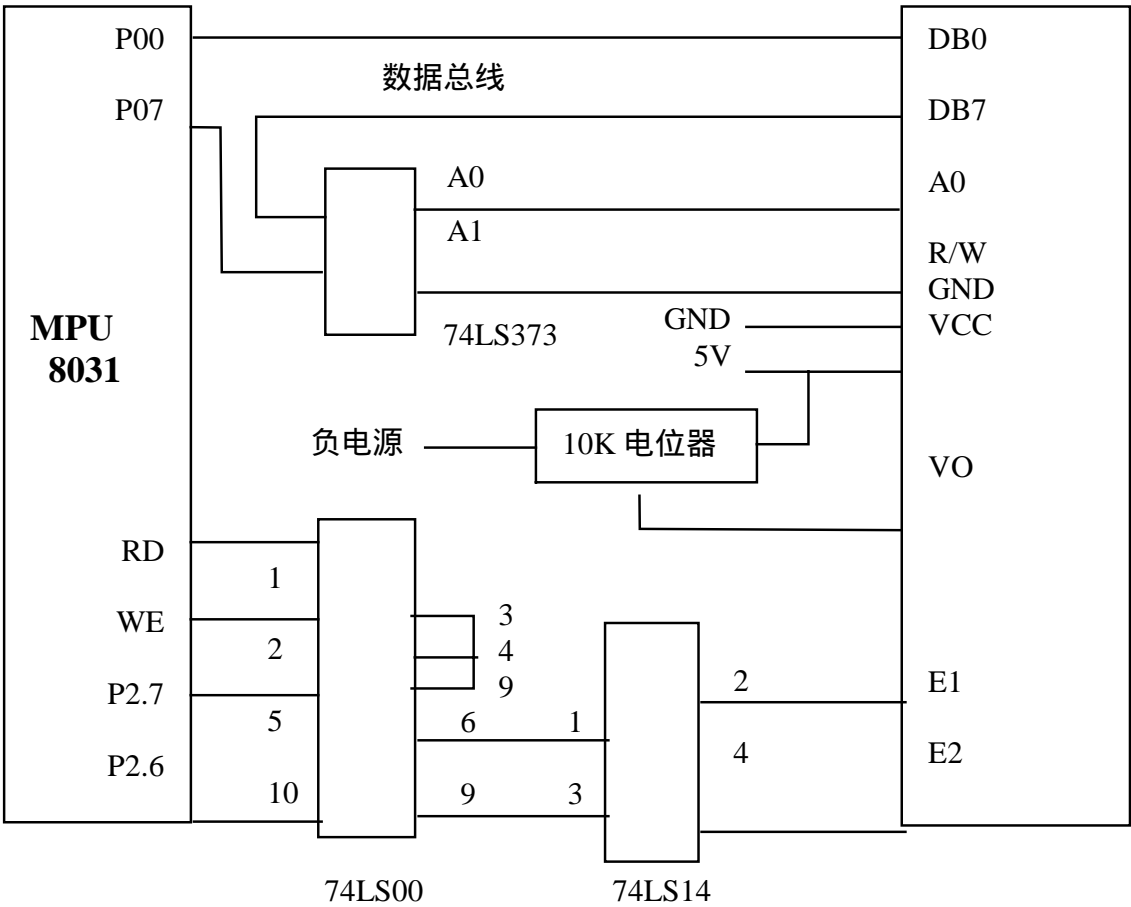 P00
DB0
数据总线
P07
DB7
A0
A0
A1
R/W
GND
MPU
8031
74LS373
GND
VCC
5V
负电源
10K 电位器
VO
RD
1
WE
3
2
4
P2.7
9
2
E1
5
6
1
P2.6
4
E2
10
9
3
74LS00
74LS14